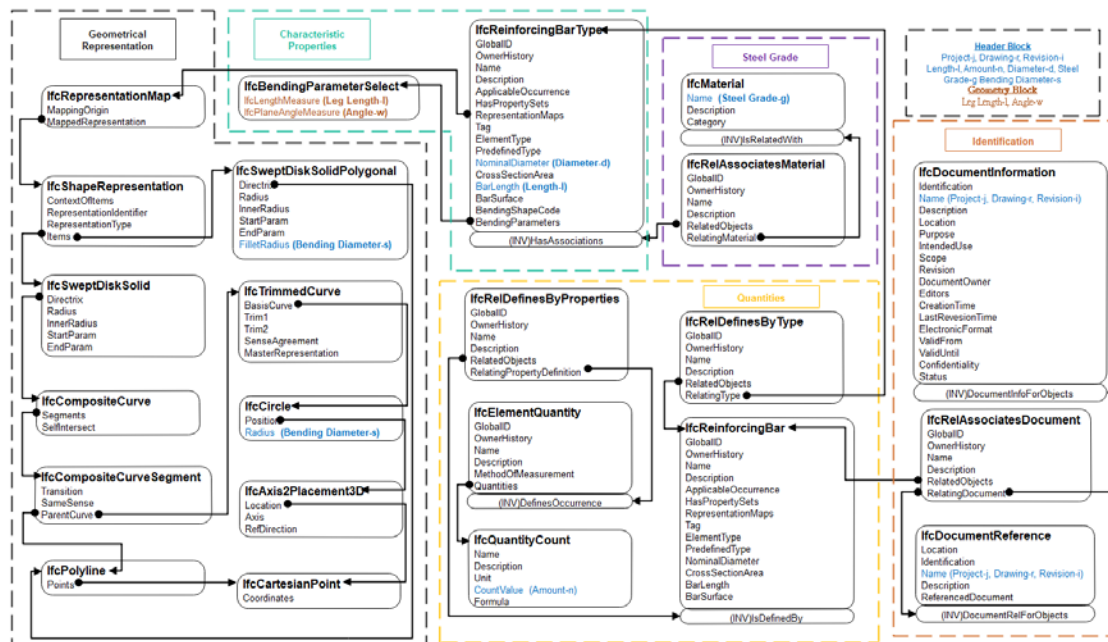 Geometrical
Representation
IfcRepresentationMap
MappingOrigin
MappedRepresentation
IfcShapeRepresentation
ContextOfItems
RepresentationIdentifier
RepresentationType
Items
IfcSweptDiskSolid
Directrix
Radius
InnerRadius
StartParam
EndParam
IfcCompositeCurve
Segments
SelfIntersect
IfcCompositeCurveSegment
Transition
SameSense
ParentCurve
IfcPolyline
Points
IfcSweptDiskSolidPolygonal
Directrix
Radius
InnerRadius
StartParam
EndParam
FilletRadius (Bending Diameter-s)
IfcTrimmedCurve
BasisCurve
Trim1
Trim2
SenseAgreement
MasterRepresentation
IfcCircle
Position
Radius (Bending Diameter-s)
IfcAxis2Placement3D
Location
Axis
RefDirection
IfcCartesianPoint
Coordinates
Characteristic
Properties
IfcBendingParameterSelect
IfcLengthMeasure (Leg Length-l)
IfcPlaneAngleMeasure (Angle-w)
IfcReinforcingBarType
GlobalID
OwnerHistory
Name
Description
ApplicableOccurrence
HasPropertySets
RepresentationMaps
Tag
ElementType
PredefinedType
NominalDiameter (Diameter-d)
CrossSectionArea
BarLength (Length-l)
BarSurface
BendingShapeCode
BendingParameters
(INV)HasAssociations
Steel Grade
IfcMaterial
Name (Steel Grade-g)
Description
Category
(INV)IsRelatedWith
IfcRelAssociatesMaterial
GlobalID
OwnerHistory
Name
Description
RelatedObjects
RelatingMaterial
Quantities
IfcRelDefinesByProperties
GlobalID
OwnerHistory
Name
Description
RelatedObjects
RelatingPropertyDefinition
IfcElementQuantity
GlobalID
OwnerHistory
Name
Description
MethodOfMeasurement
Quantities
(INV)DefinesOccurrence
IfcQuantityCount
Name
Description
Unit
CountValue (Amount-n)
Formula
IfcRelDefinesByType
GlobalID
OwnerHistory
Name
Description
RelatedObjects
RelatingType
IfcReinforcingBar
GlobalID
OwnerHistory
Name
Description
ApplicableOccurrence
HasPropertySets
RepresentationMaps
Tag
ElementType
PredefinedType
NominalDiameter
CrossSectionArea
BarLength
BarSurface
(INV)IsDefinedBy
Header Block
Project-j, Drawing-r, Revision-i
Length-l, Amount-n, Diameter-d, Steel
Grade-g Bending Diameter-s
Geometry Block
Leg Length-l, Angle-w
Identification
IfcDocumentInformation
Identification
Name (Project-j, Drawing-r, Revision-i)
Description
Location
Purpose
IntendedUse
Scope
Revision
DocumentOwner
Editors
CreationTime
LastRevesionTime
ElectronicFormat
ValidFrom
ValidUntil
Confidentiality
Status
(INV)DocumentInfoForObjects
IfcRelAssociatesDocument
GlobalID
OwnerHistory
Name
Description
RelatedObjects
RelatingDocument
IfcDocumentReference
Location
Identification
Name (Project-j, Drawing-r, Revision-i)
Description
ReferencedDocument
(INV)DocumentRelForObjects